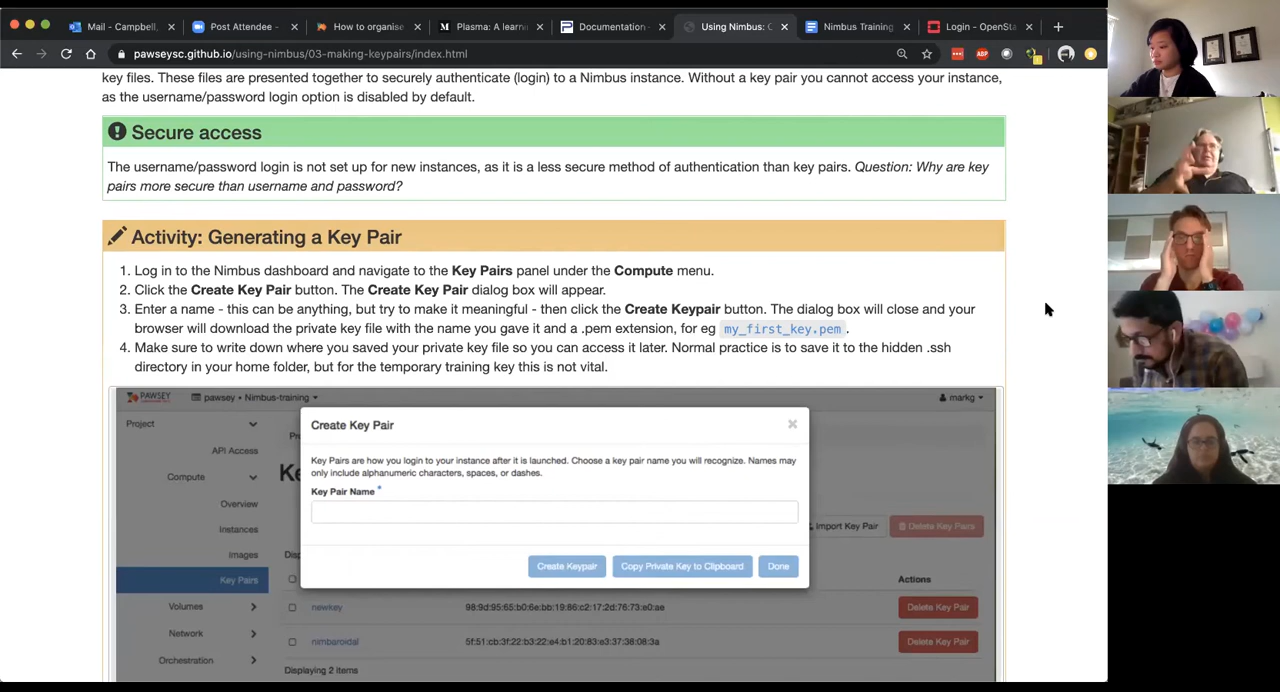 Mail - Campbell,
Post Attendee -
How to organise
Plasma: A learni
Documentation -
Using Nimbus: C
Nimbus Training
Login - OpenSta
pawseysc.github.io/using-nimbus/03-making-keypairs/index.html
ABP
key files. These files are presented together to securely authenticate (login) to a Nimbus instance. Without a key pair you cannot access your instance,
as the username/password login option is disabled by default.
Secure access
The username/password login is not set up for new instances, as it is a less secure method of authentication than key pairs. Question: Why are key
pairs more secure than username and password?
Activity: Generating a Key Pair
1. Log in to the Nimbus dashboard and navigate to the Key Pairs panel under the Compute menu.
2. Click the Create Key Pair button. The Create Key Pair dialog box will appear.
3. Enter a name - this can be anything, but try to make it meaningful - then click the Create Keypair button. The dialog box will close and your
browser will download the private key file with the name you gave it and a .pem extension, for eg my_first_key.pem.
4. Make sure to write down where you saved your private key file so you can access it later. Normal practice is to save it to the hidden .ssh
directory in your home folder, but for the temporary training key this is not vital.
PAWSEY
pawsey • Nimbus-training
markg
Project
API Access
Compute
Overview
Instances
Images
Key Pairs
Volumes
Network
Orchestration
Create Key Pair
Key Pairs are how you login to your instance after it is launched. Choose a key pair name you will recognize. Names may
only include alphanumeric characters, spaces, or dashes.
Key Pair Name *
Create Keypair
Copy Private Key to Clipboard
Done
Import Key Pair
Delete Key Pairs
Actions
newkey
98:9d:95:65:b0:6e:bb:19:86:c2:17:2d:76:73:e0:ae
Delete Key Pair
nimbaroidal
5f:51:cb:3f:22:b3:22:e4:b1:20:83:e3:37:38:08:3a
Delete Key Pair
Displaying 2 items